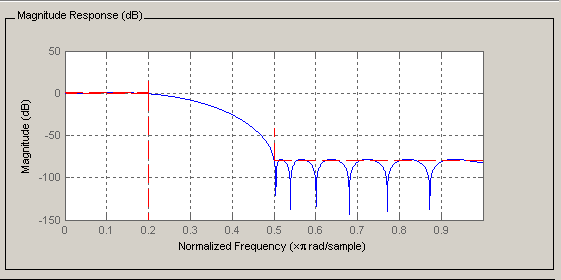 Magnitude Response (dB)
50
0
-50
-100
-150
Magnitude (dB)
0 0.1 0.2 0.3 0.4 0.5 0.6 0.7 0.8 0.9
Normalized Frequency (×π rad/sample)